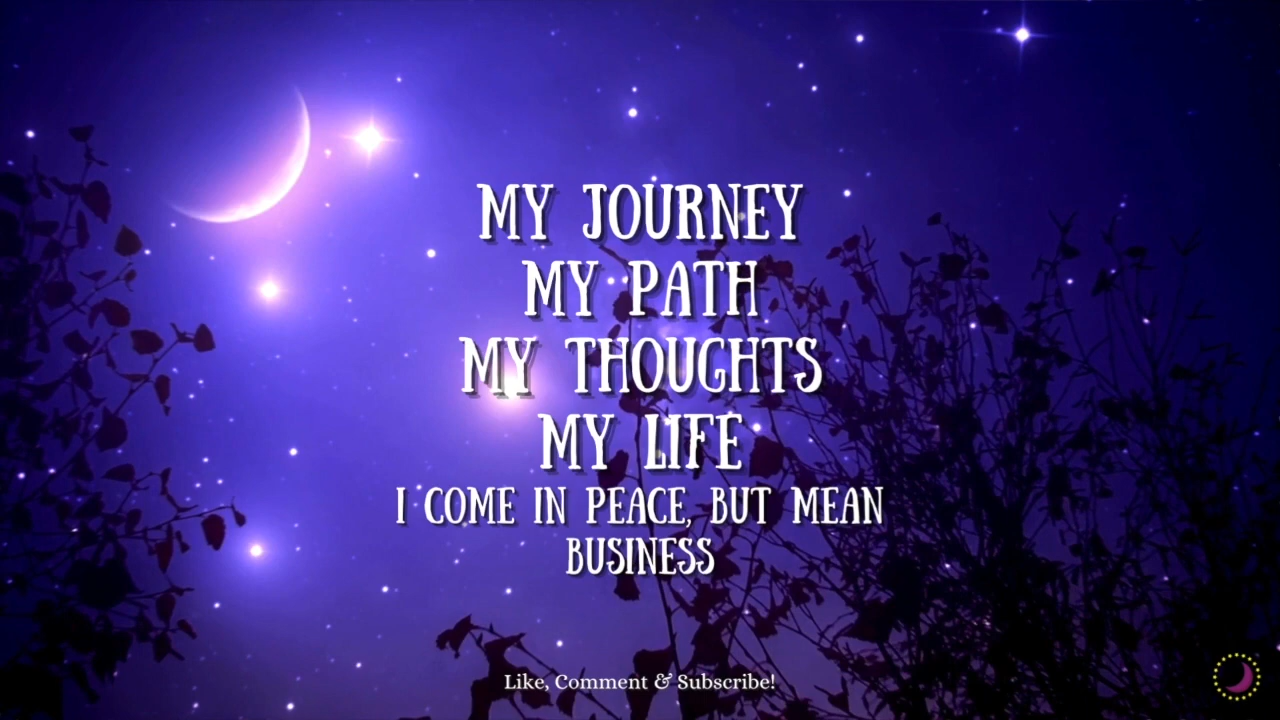 MY JOURNEY
MY PATH
MY THOUGHTS
MY LIFE
I COME IN PEACE, BUT MEAN
BUSINESS
Like, Comment & Subscribe!